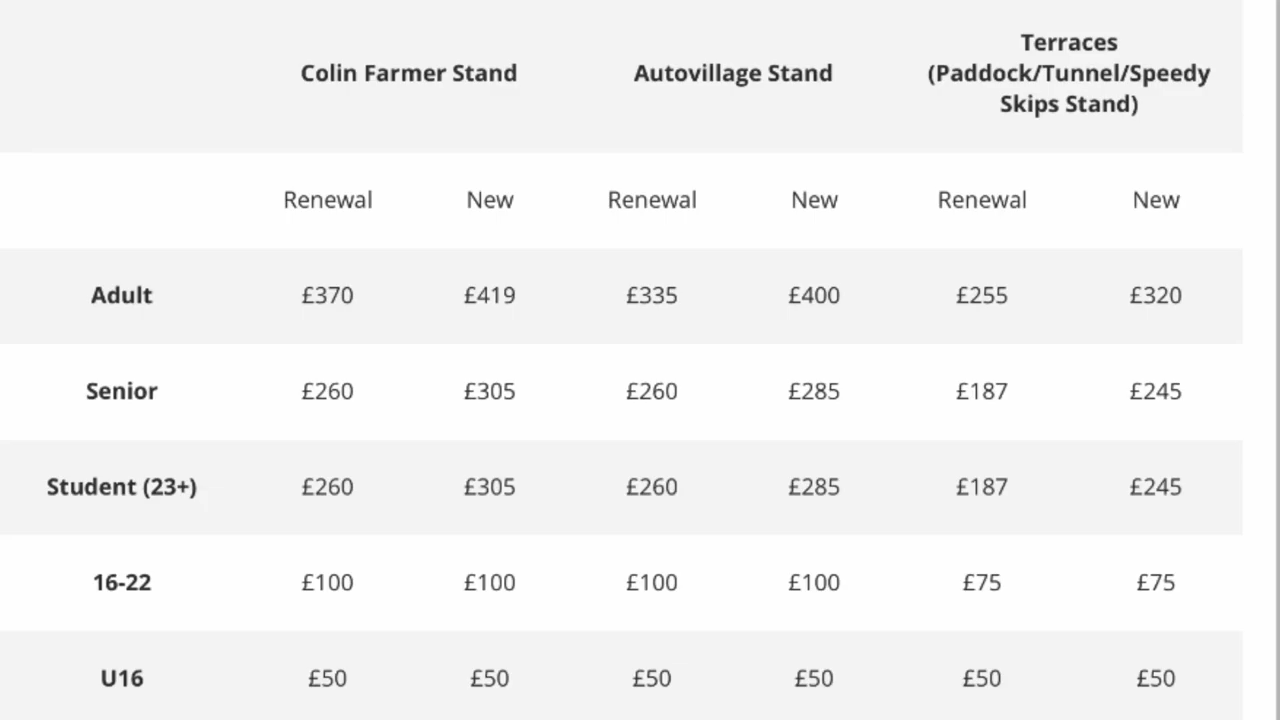 Colin Farmer Stand Autovillage Stand Terraces
(Paddock/Tunnel/Speedy
Skips Stand)
Renewal New Renewal New Renewal New
Adult £370 £419 £335 £400 £255 £320
Senior £260 £305 £260 £285 £187 £245
Student (23+) £260 £305 £260 £285 £187 £245
16-22 £100 £100 £100 £100 £75 £75
U16 £50 £50 £50 £50 £50 £50